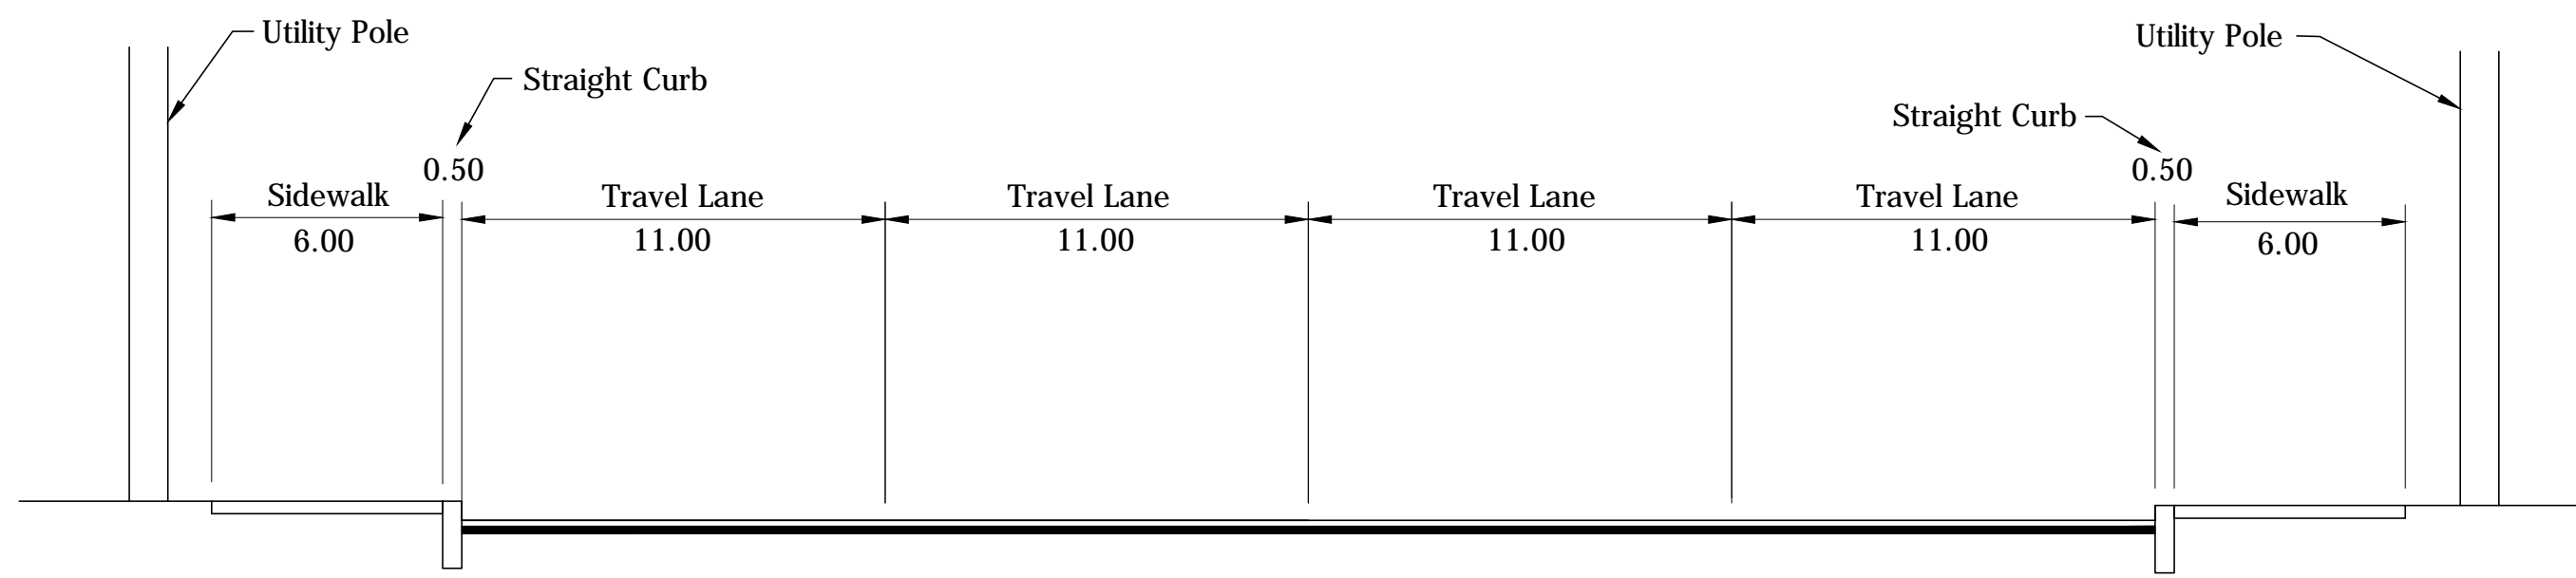 Utility Pole
Utility Pole
Straight Curb
Straight Curb
0.50
0.50
Sidewalk
Travel Lane
Travel Lane
Travel Lane
Travel Lane
Sidewalk
6.00
11.00
11.00
11.00
11.00
6.00